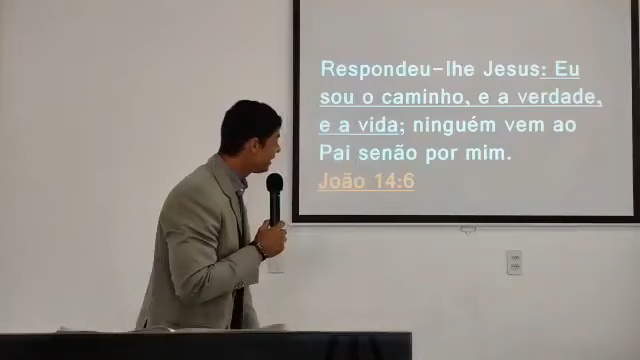 Respondeu-lhe Jesus: Eu
sou o caminho, e a verdade,
e a vida; ninguém vem ao
Pai senão por mim.
João 14:6